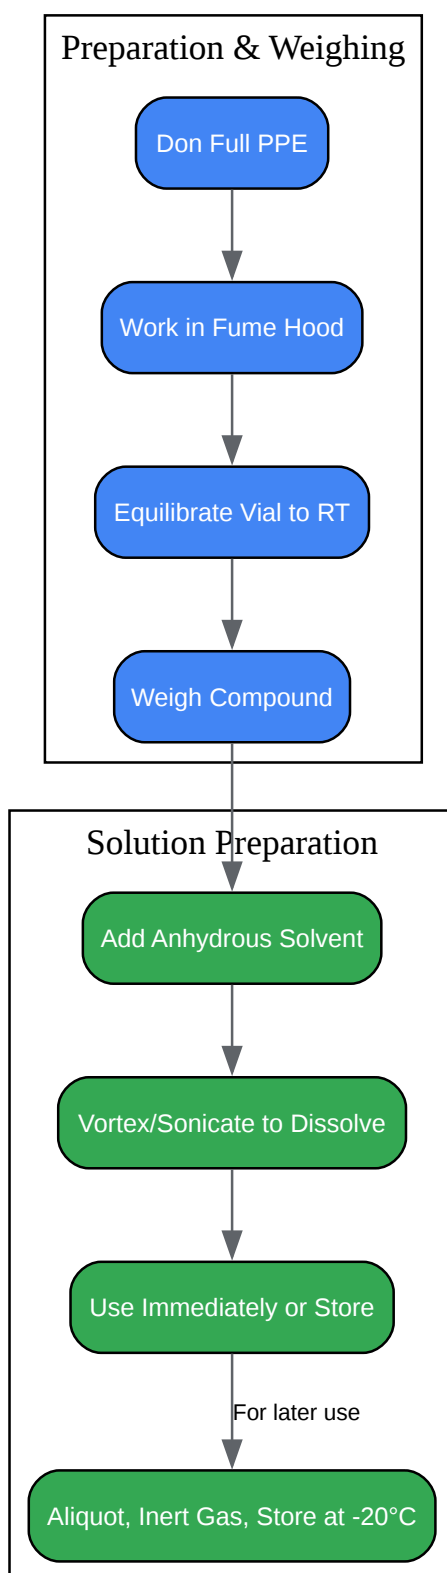 Preparation & Weighing
Don Full PPE
Work in Fume Hood
Equilibrate Vial to RT
Weigh Compound
Solution Preparation
Add Anhydrous Solvent
Vortex/Sonicate to Dissolve
Use Immediately or Store
For later use
Aliquot, Inert Gas, Store at -20°C